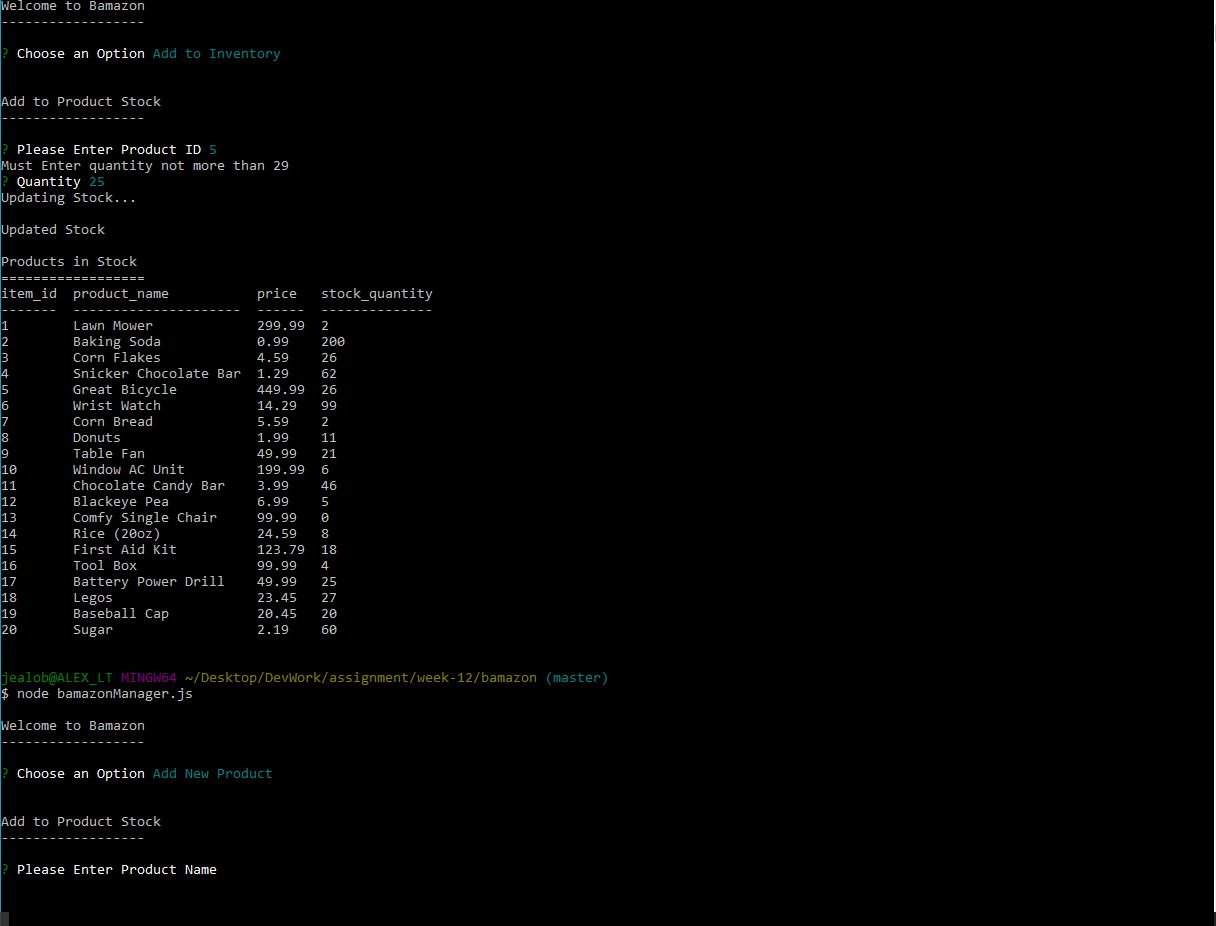 Welcome to Bamazon
------------------
? Choose an Option Add to Inventory
Add to Product Stock
------------------
? Please Enter Product ID 5
Must Enter quantity not more than 29
? Quantity 25
Updating Stock...
Updated Stock
Products in Stock
==================
item_id  product_name           price   stock_quantity
-------  ---------------------  ------  --------------
1        Lawn Mower             299.99  2
2        Baking Soda            0.99    200
3        Corn Flakes            4.59    26
4        Snicker Chocolate Bar  1.29    62
5        Great Bicycle          449.99  26
6        Wrist Watch            14.29   99
7        Corn Bread             5.59    2
8        Donuts                 1.99    11
9        Table Fan              49.99   21
10       Window AC Unit         199.99  6
11       Chocolate Candy Bar    3.99    46
12       Blackeye Pea           6.99    5
13       Comfy Single Chair     99.99   0
14       Rice (20oz)            24.59   8
15       First Aid Kit          123.79  18
16       Tool Box               99.99   4
17       Battery Power Drill    49.99   25
18       Legos                  23.45   27
19       Baseball Cap           20.45   20
20       Sugar                  2.19    60
jealob@ALEX_LT MINGW64 ~/Desktop/DevWork/assignment/week-12/bamazon (master)
$ node bamazonManager.js
Welcome to Bamazon
------------------
? Choose an Option Add New Product
Add to Product Stock
------------------
? Please Enter Product Name